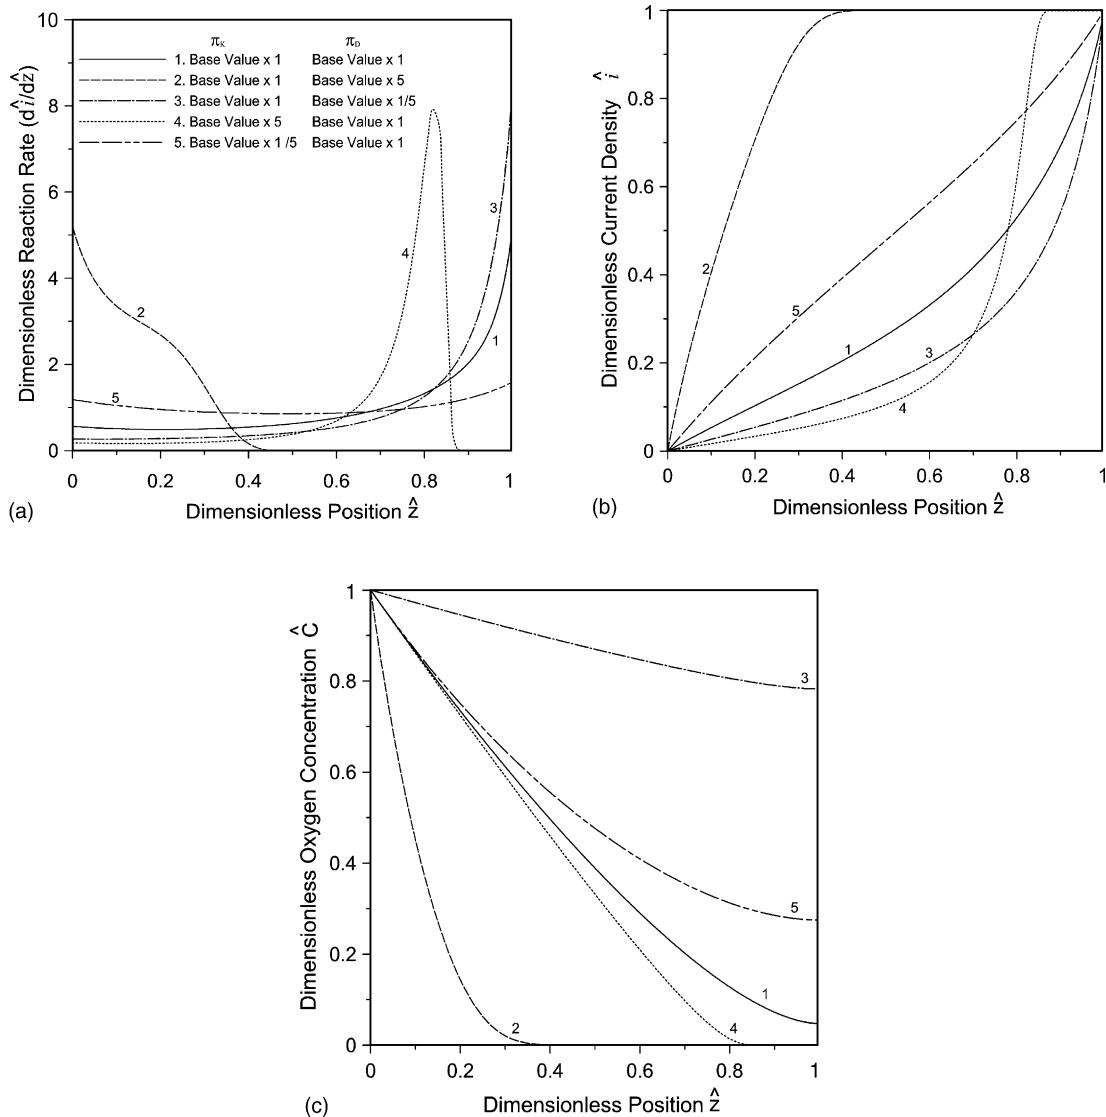 10
8
6
4
2
0
Dimensionless Reaction Rate (dî/dẑ)
πK πD
1. Base Value x 1 Base Value x 1
2. Base Value x 1 Base Value x 5
3. Base Value x 1 Base Value x 1/5
4. Base Value x 5 Base Value x 1
5. Base Value x 1 /5 Base Value x 1
3
4
2
1
5
0 0.2 0.4 0.6 0.8 1
(a)
Dimensionless Position ẑ
1
0.8
0.6
0.4
0.2
0
Dimensionless Current Density î
2
5
1
3
4
0 0.2 0.4 0.6 0.8 1
(b)
Dimensionless Position ẑ
1
0.8
0.6
0.4
0.2
0
Dimensionless Oxygen Concentration Ĉ
3
5
1
2
4
0 0.2 0.4 0.6 0.8 1
(c)
Dimensionless Position ẑ